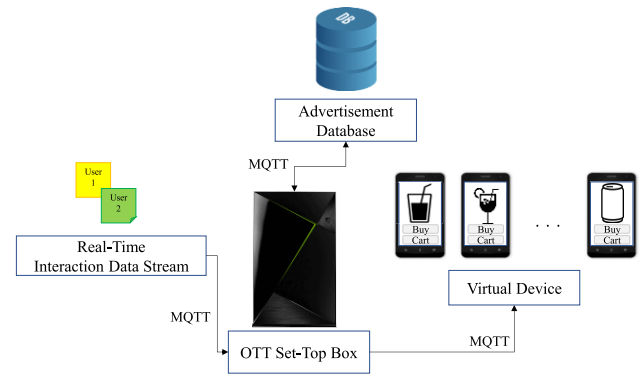 DB
Advertisement
Database
MQTT
User
1
User
2
Real-Time
Interaction Data Stream
MQTT
OTT Set-Top Box
MQTT
Buy
Cart
Buy
Cart
. . .
Buy
Cart
Virtual Device